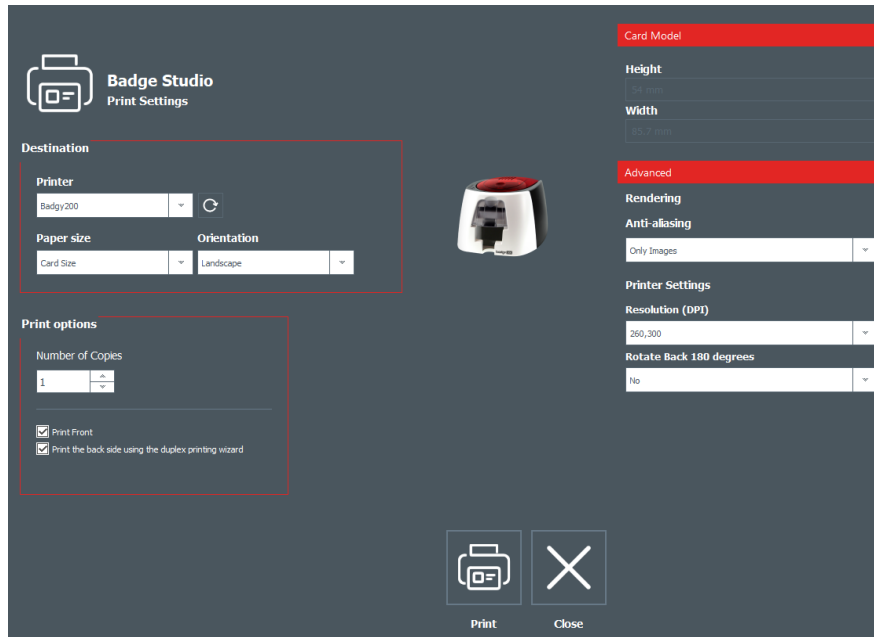 Badge Studio
Print Settings
Destination
Printer
Badgy200
Paper size
Orientation
Card Size
Landscape
Print options
Number of Copies
1
Print Front
Print the back side using the duplex printing wizard
Card Model
Height
54 mm
Width
85.7 mm
Advanced
Rendering
Anti-aliasing
Only Images
Printer Settings
Resolution (DPI)
260,300
Rotate Back 180 degrees
No
Print
Close